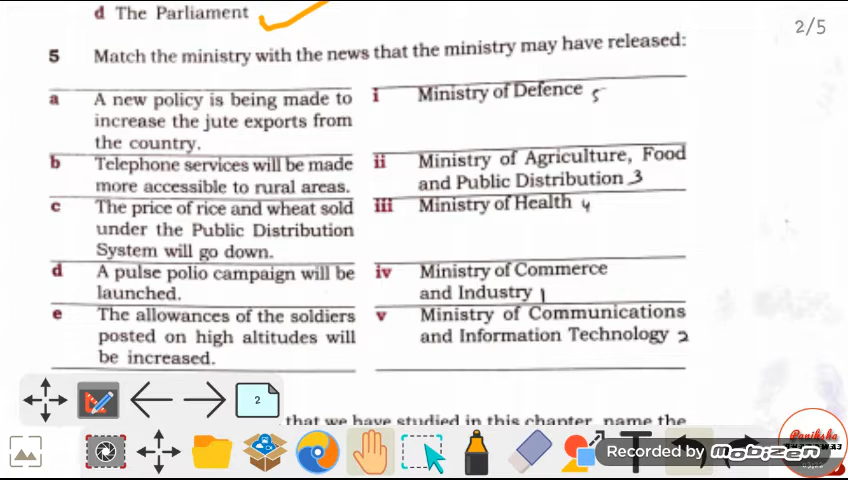 d The Parliament
2/5
5 Match the ministry with the news that the ministry may have released:
a A new policy is being made to increase the jute exports from the country.
i Ministry of Defence 5
b Telephone services will be made more accessible to rural areas.
ii Ministry of Agriculture, Food and Public Distribution 3
c The price of rice and wheat sold under the Public Distribution System will go down.
iii Ministry of Health 4
d A pulse polio campaign will be launched.
iv Ministry of Commerce and Industry 1
e The allowances of the soldiers posted on high altitudes will be increased.
v Ministry of Communications and Information Technology 2
2
that we have studied in this chapter, name the
T
Paniksha
Recorded by Mobizen